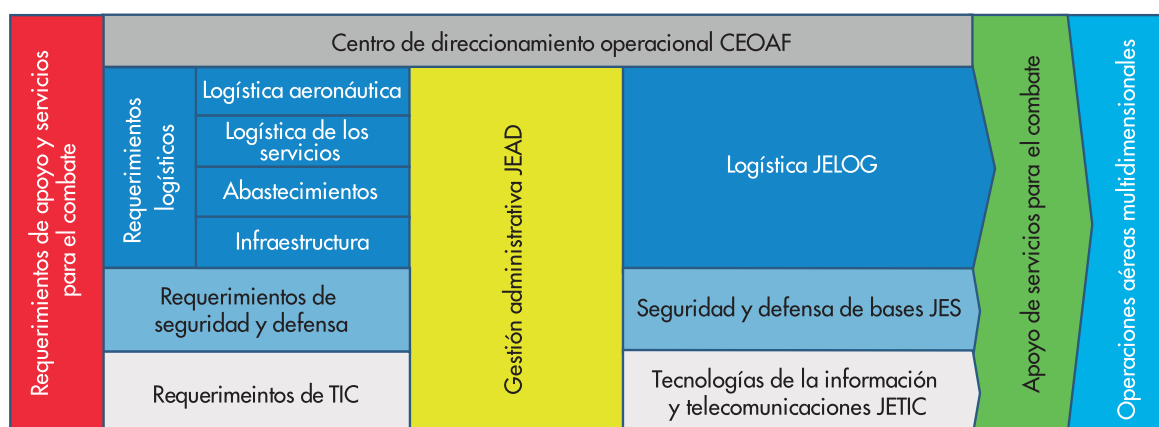 Requerimientos de apoyo y servicios
para el combate
Centro de direccionamiento operacional CEOAF
Requerimientos
logísticos
Logística aeronáutica
Logística de los
servicios
Abastecimientos
Infraestructura
Requerimientos de
seguridad y defensa
Requerimeintos de TIC
Gestión administrativa JEAD
Logística JELOG
Seguridad y defensa de bases JES
Tecnologías de la información
y telecomunicaciones JETIC
Apoyo de servicios para el combate
Operaciones aéreas multidimensionales